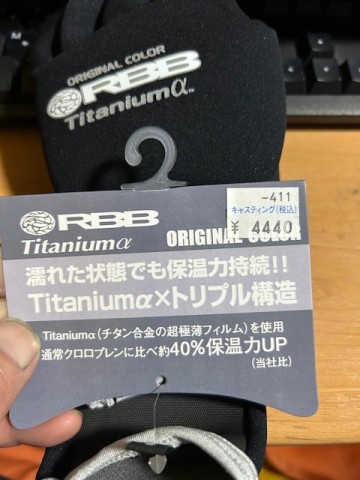 ORIGINAL COLOR
RBB
Titaniumα™
-411
キャスティング(税込)
¥ 4440
RBB
Titaniumα
ORIGINAL COLOR
濡れた状態でも保温力持続!!
Titaniumα×トリプル構造
Titaniumα(チタン合金の超極薄フィルム)を使用
通常クロロプレンに比べ約40%保温力UP
(当社比)